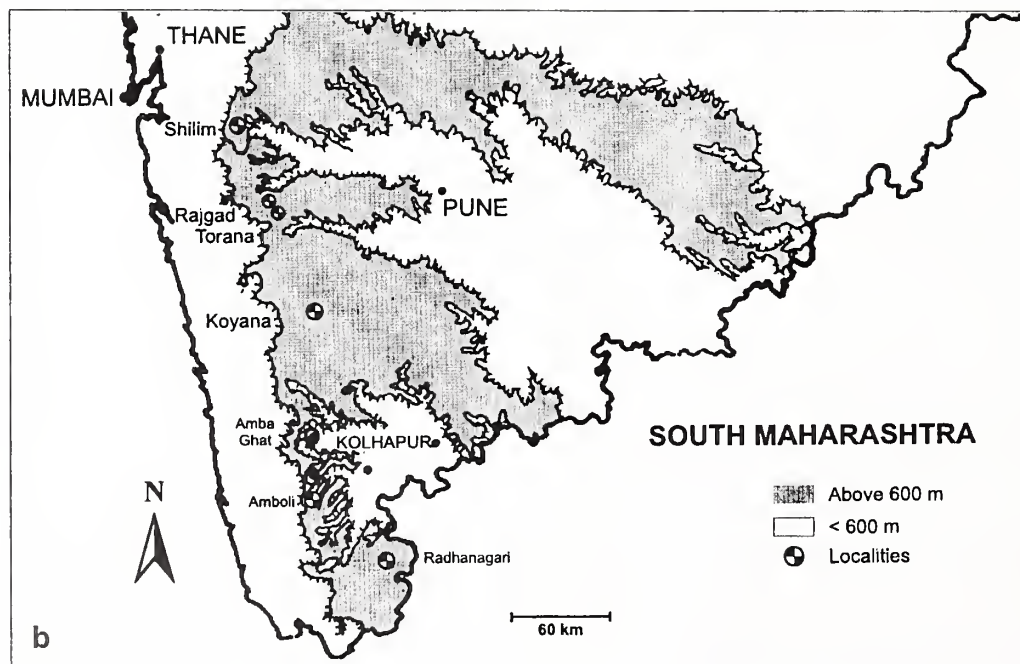 THANE
MUMBAI
Shilim
PUNE
Rajgad
Torana
Koyana
Amba
Ghat
KOLHAPUR
SOUTH MAHARASHTRA
N
Above 600 m
Amboli
< 600 m
Radhanagari
Localities
60 km
b